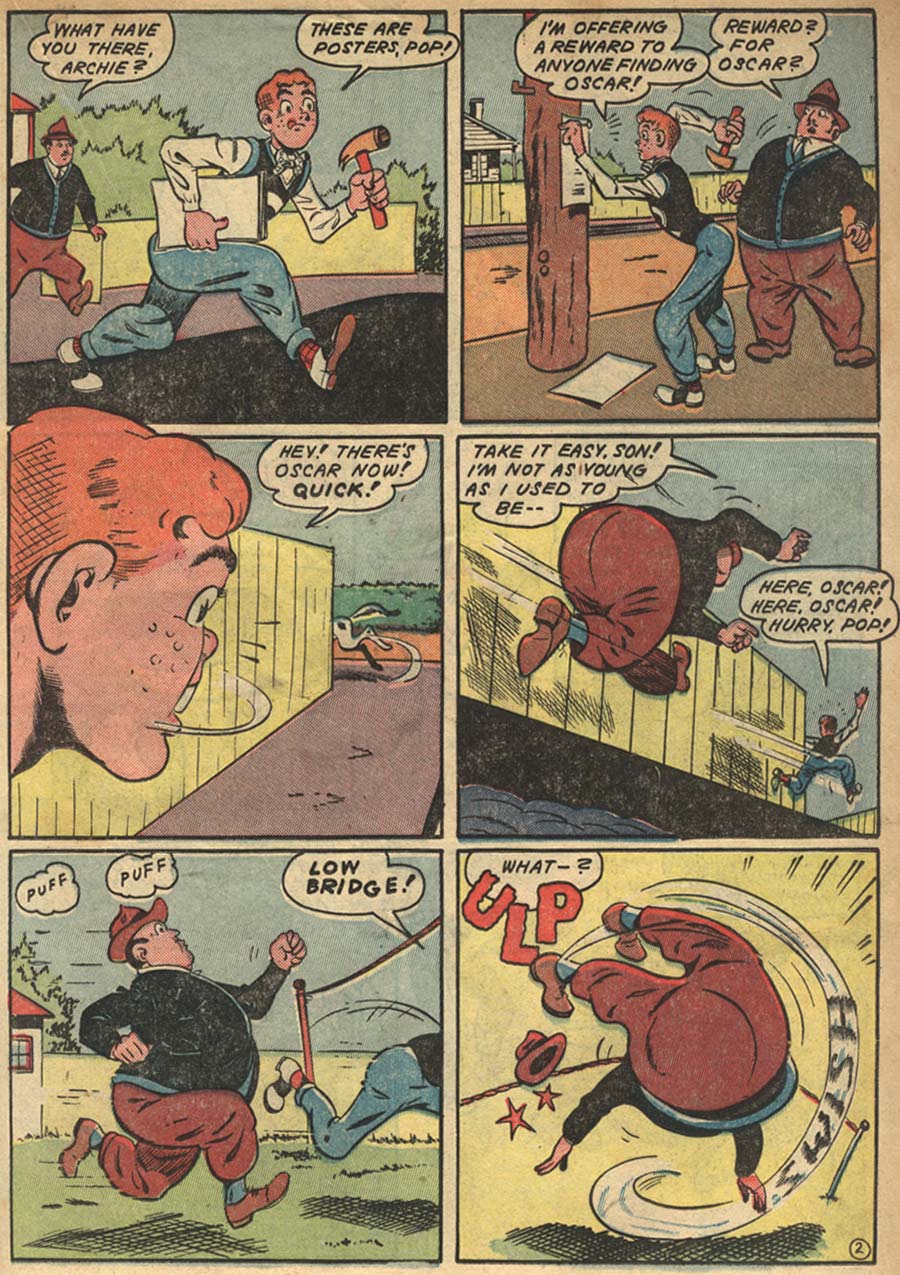 WHAT HAVE
YOU THERE,
ARCHIE?
THESE ARE
POSTERS, POP!
I'M OFFERING
A REWARD TO
ANYONE FINDING
OSCAR!
REWARD?
FOR
OSCAR?
HEY! THERE'S
OSCAR NOW!
QUICK!
TAKE IT EASY, SON!
I'M NOT AS YOUNG
AS I USED TO
BE--
HERE, OSCAR!
HERE, OSCAR!
HURRY, POP!
PUFF
PUFF
LOW
BRIDGE!
WHAT-?
ULP
SWISH
2